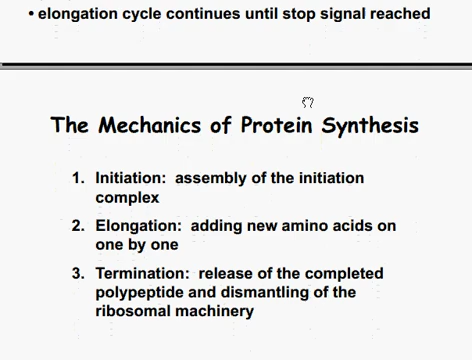 • elongation cycle continues until stop signal reached
The Mechanics of Protein Synthesis
1. Initiation: assembly of the initiation
complex
2. Elongation: adding new amino acids on
one by one
3. Termination: release of the completed
polypeptide and dismantling of the
ribosomal machinery